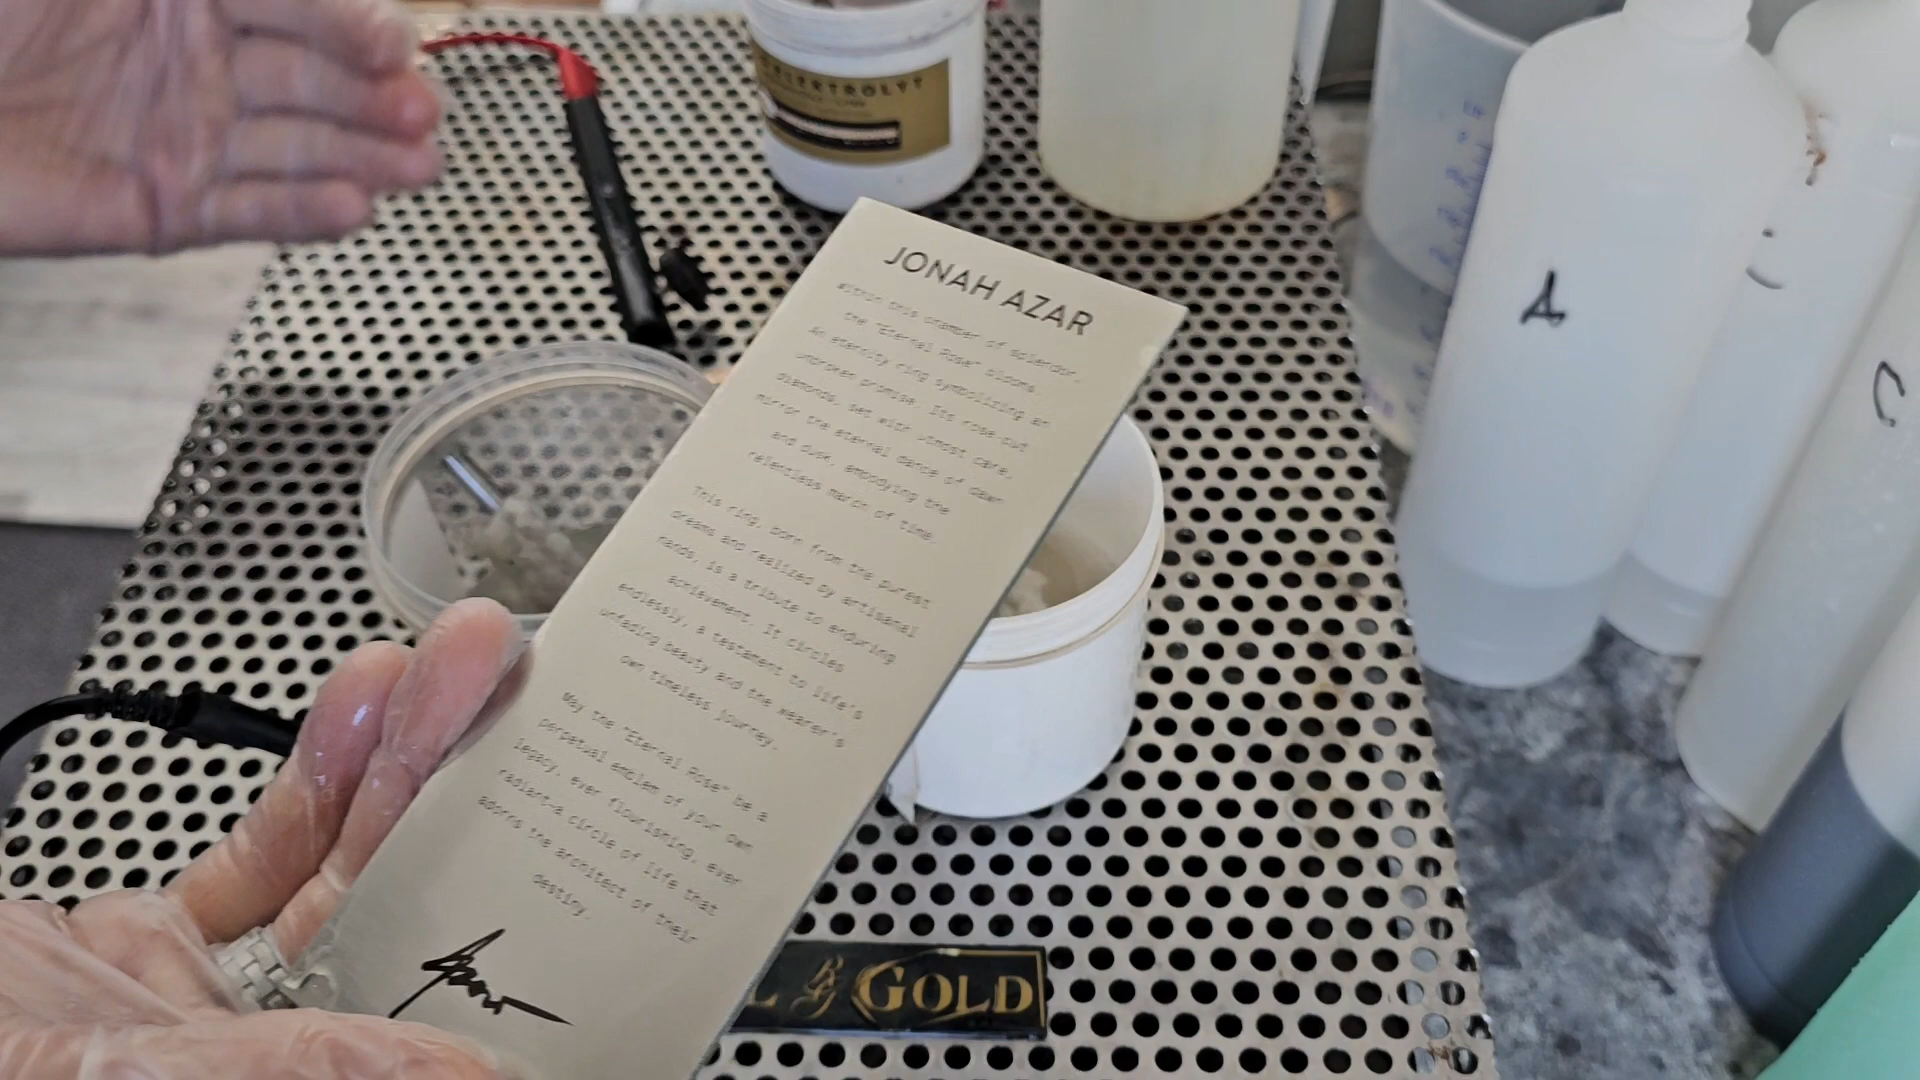 JONAH AZAR
Within this chamber of splendor,
the "Eternal Rose" blooms.
An eternity ring symbolizing an
unbroken promise. Its rose-cut
diamonds, set with utmost care,
mirror the eternal dance of dawn
and dusk, embodying the
relentless march of time.
This ring, born from the purest
dreams and realized by artisanal
hands, is a tribute to enduring
achievement. It circles
endlessly, a testament to life's
unfading beauty and the wearer's
own timeless journey.
May the "Eternal Rose" be a
perpetual emblem of your own
legacy, ever flourishing, ever
radiant—a circle of life that
adorns the architect of their
destiny.
GOLD
A
C